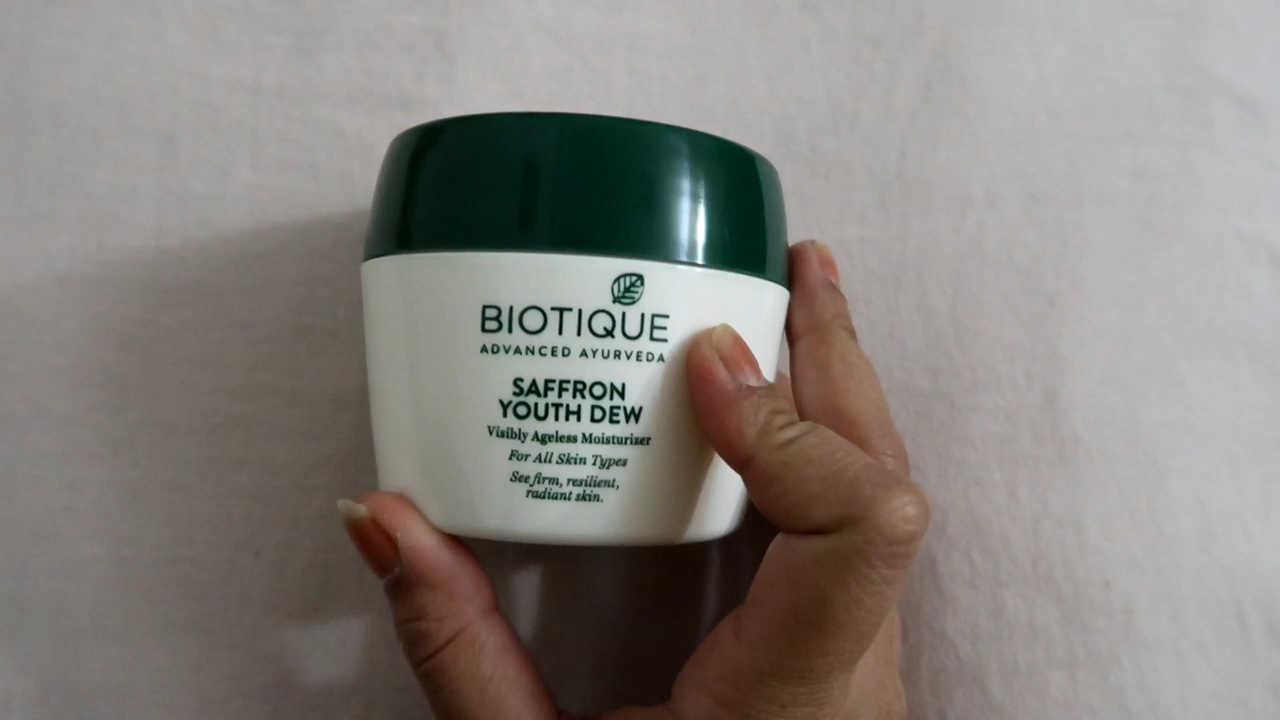 BIOTIQUE
ADVANCED AYURVEDA
SAFFRON
YOUTH DEW
Visibly Ageless Moisturizer
For All Skin Types
See firm, resilient,
radiant skin.